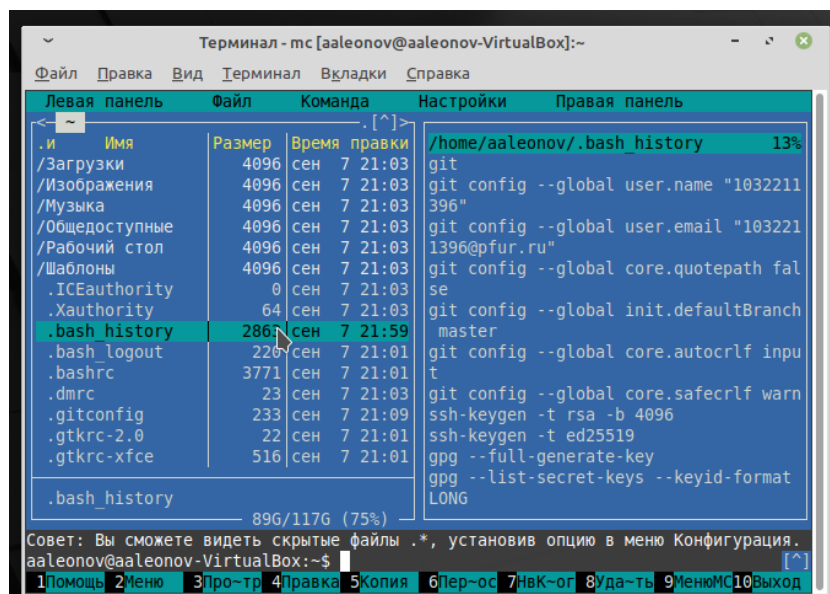 Терминал - mc [aaleonov@aaleonov-VirtualBox]:~
Файл Правка Вид Терминал Вкладки Справка
Левая панель Файл Команда Настройки Правая панель
<- ~ .[^]>
.и Имя Размер Время правки
/Загрузки 4096 сен 7 21:03
/Изображения 4096 сен 7 21:03
/Музыка 4096 сен 7 21:03
/Общедоступные 4096 сен 7 21:03
/Рабочий стол 4096 сен 7 21:03
/Шаблоны 4096 сен 7 21:03
.ICEauthority 0 сен 7 21:03
.Xauthority 64 сен 7 21:03
.bash_history 2863 сен 7 21:59
.bash_logout 220 сен 7 21:01
.bashrc 3771 сен 7 21:01
.dmrc 23 сен 7 21:03
.gitconfig 233 сен 7 21:09
.gtkrc-2.0 22 сен 7 21:01
.gtkrc-xfce 516 сен 7 21:01
.bash_history
89G/117G (75%)
/home/aaleonov/.bash_history 13%
git
git config --global user.name "1032211
396"
git config --global user.email "103221
1396@pfur.ru"
git config --global core.quotepath fal
se
git config --global init.defaultBranch
master
git config --global core.autocrlf inpu
t
git config --global core.safecrlf warn
ssh-keygen -t rsa -b 4096
ssh-keygen -t ed25519
gpg --full-generate-key
gpg --list-secret-keys --keyid-format
LONG
Совет: Вы сможете видеть скрытые файлы .*, установив опцию в меню Конфигурация.
aaleonov@aaleonov-VirtualBox:~$ [^]
1Помощь 2Меню 3Про~тр 4Правка 5Копия 6Пер~ос 7НвК~ог 8Уда~ть 9МенюMC 10Выход